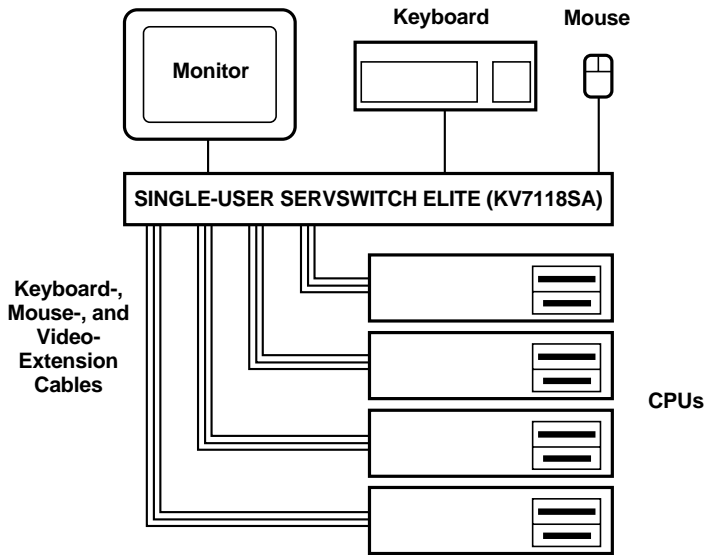 Keyboard
Mouse
Monitor
SINGLE-USER SERVSWITCH ELITE (KV7118SA)
Keyboard-,
Mouse-, and
Video-
Extension
Cables
CPUs